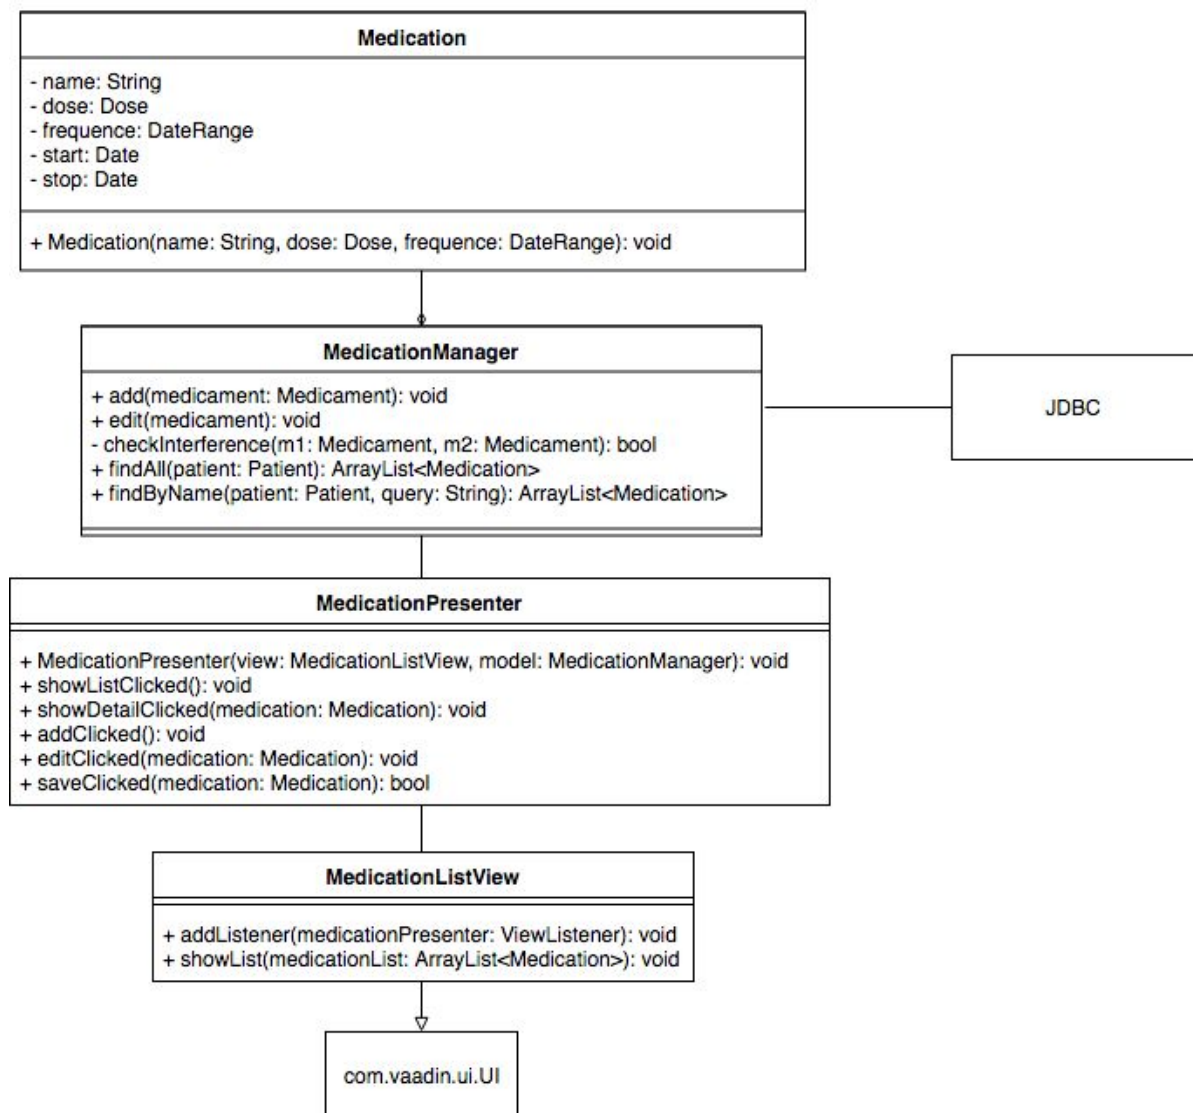 Medication
- name: String
- dose: Dose
- frequence: DateRange
- start: Date
- stop: Date
+ Medication(name: String, dose: Dose, frequence: DateRange): void
MedicationManager
+ add(medicament: Medicament): void
+ edit(medicament): void
- checkInterference(m1: Medicament, m2: Medicament): bool
+ findAll(patient: Patient): ArrayList<Medication>
+ findByName(patient: Patient, query: String): ArrayList<Medication>
JDBC
MedicationPresenter
+ MedicationPresenter(view: MedicationListView, model: MedicationManager): void
+ showListClicked(): void
+ showDetailClicked(medication: Medication): void
+ addClicked(): void
+ editClicked(medication: Medication): void
+ saveClicked(medication: Medication): bool
MedicationListView
+ addListener(medicationPresenter: ViewListener): void
+ showList(medicationList: ArrayList<Medication>): void
com.vaadin.ui.UI